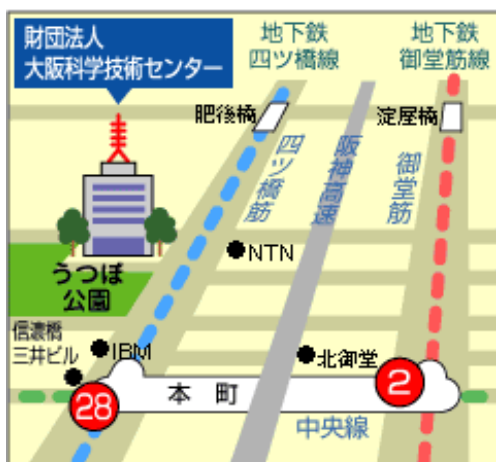 財団法人
大阪科学技術センター
地下鉄
四ツ橋線
地下鉄
御堂筋線
肥後橋
淀屋橋
四ツ橋筋
阪神高速
御堂筋
NTN
うつぼ
公園
信濃橋
三井ビル
IBM
北御堂
28
本町
2
中央線